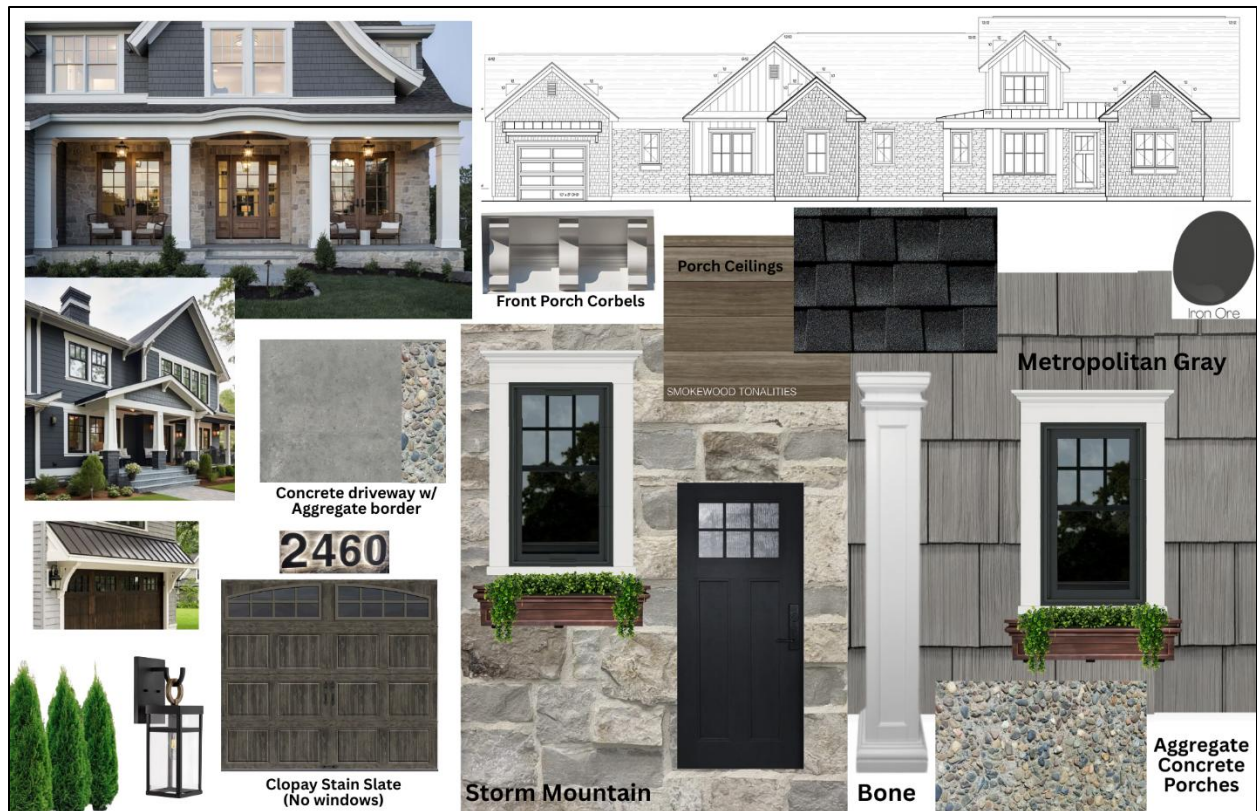 Front Porch Corbels
Porch Ceilings
SMOKEWOOD TONALITIES
Iron Ore
Metropolitan Gray
Concrete driveway w/
Aggregate border
2460
Clopay Stain Slate
(No windows)
Storm Mountain
Bone
Aggregate
Concrete
Porches